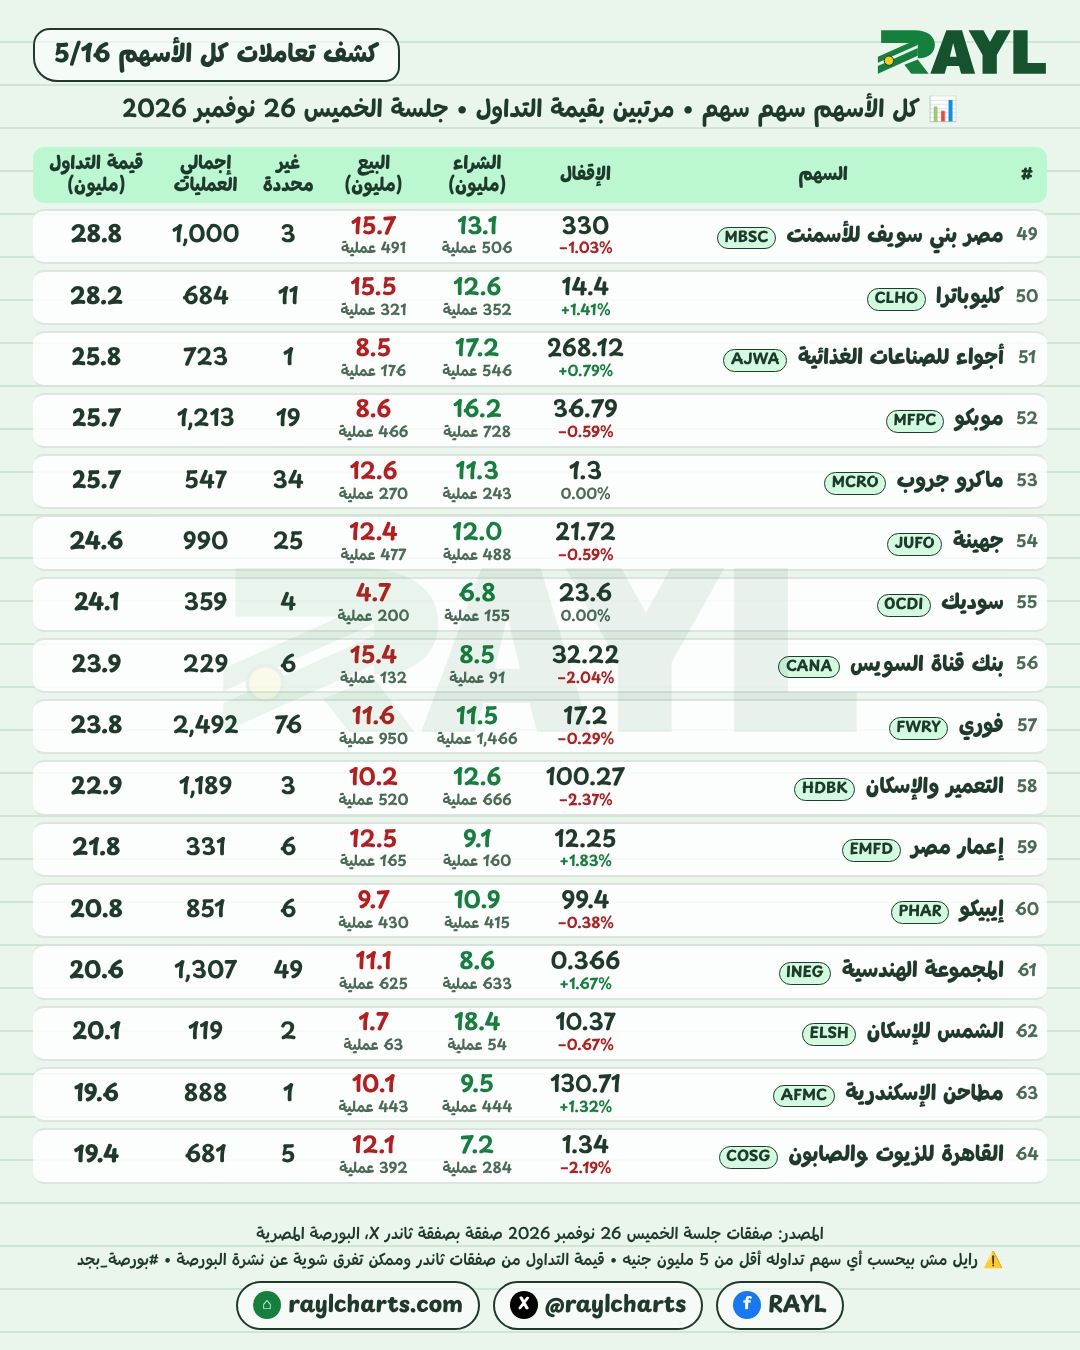 RAYL
كشف تعاملات كل الأسهم 5/16
📊 كل الأسهم سهم سهم • مرتبين بقيمة التداول • جلسة الخميس 26 نوفمبر 2026
# السهم الإقفال الشراء (مليون) البيع (مليون) غير محددة إجمالي العمليات قيمة التداول (مليون)
49 مصر بني سويف للأسمنت MBSC 330 13.1 15.7 3 1,000 28.8
−1.03% 506 عملية 491 عملية
50 كليوباترا CLHO 14.4 12.6 15.5 11 684 28.2
+1.41% 352 عملية 321 عملية
51 أجواء للصناعات الغذائية AJWA 268.12 17.2 8.5 1 723 25.8
+0.79% 546 عملية 176 عملية
52 موبكو MFPC 36.79 16.2 8.6 19 1,213 25.7
−0.59% 728 عملية 466 عملية
53 ماكرو جروب MCRO 1.3 11.3 12.6 34 547 25.7
0.00% 243 عملية 270 عملية
54 جهينة JUFO 21.72 12.0 12.4 25 990 24.6
−0.59% 488 عملية 477 عملية
55 سوديك OCDI 23.6 6.8 4.7 4 359 24.1
0.00% 155 عملية 200 عملية
56 بنك قناة السويس CANA 32.22 8.5 15.4 6 229 23.9
−2.04% 91 عملية 132 عملية
57 فوري FWRY 17.2 11.5 11.6 76 2,492 23.8
−0.29% 1,466 عملية 950 عملية
58 التعمير والإسكان HDBK 100.27 12.6 10.2 3 1,189 22.9
−2.37% 666 عملية 520 عملية
59 إعمار مصر EMFD 12.25 9.1 12.5 6 331 21.8
+1.83% 160 عملية 165 عملية
60 إيبيكو PHAR 99.4 10.9 9.7 6 851 20.8
−0.38% 415 عملية 430 عملية
61 المجموعة الهندسية INEG 0.366 8.6 11.1 49 1,307 20.6
+1.67% 633 عملية 625 عملية
62 الشمس للإسكان ELSH 10.37 18.4 1.7 2 119 20.1
−0.67% 54 عملية 63 عملية
63 مطاحن الإسكندرية AFMC 130.71 9.5 10.1 1 888 19.6
+1.32% 444 عملية 443 عملية
64 القاهرة للزيوت والصابون COSG 1.34 7.2 12.1 5 681 19.4
−2.19% 284 عملية 392 عملية
المصدر: صفقات جلسة الخميس 26 نوفمبر 2026 صفقة بصفقة ثاندر X، البورصة المصرية
⚠️ رايل مش بيحسب أي سهم تداوله أقل من 5 مليون جنيه • قيمة التداول من صفقات ثاندر وممكن تفرق شوية عن نشرة البورصة • #بورصة_بجد
raylcharts.com @raylcharts RAYL